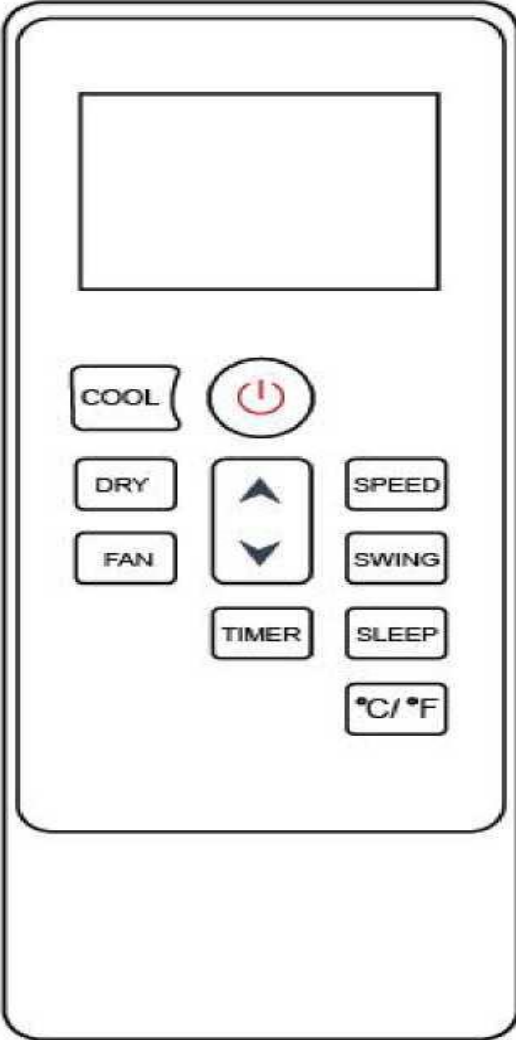 COOL
DRY
SPEED
FAN
SWING
TIMER
SLEEP
°C/ °F